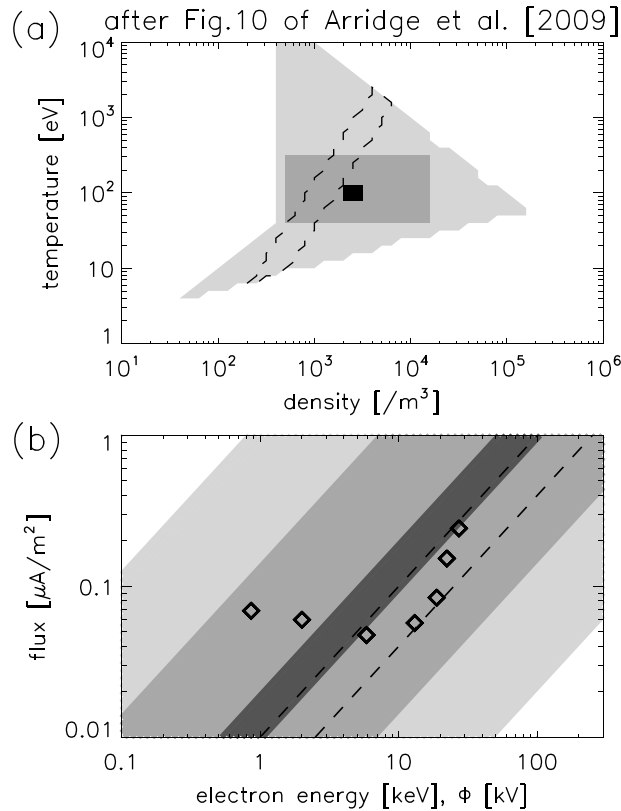 after Fig.10 of Arridge et al. [2009]
(a)
10^4
10^3
10^2
10
1
temperature [eV]
10^1 10^2 10^3 10^4 10^5 10^6
density [/m^3]
(b)
1
0.1
0.01
flux [μA/m^2]
0.1 1 10 100
electron energy [keV], Φ [kV]